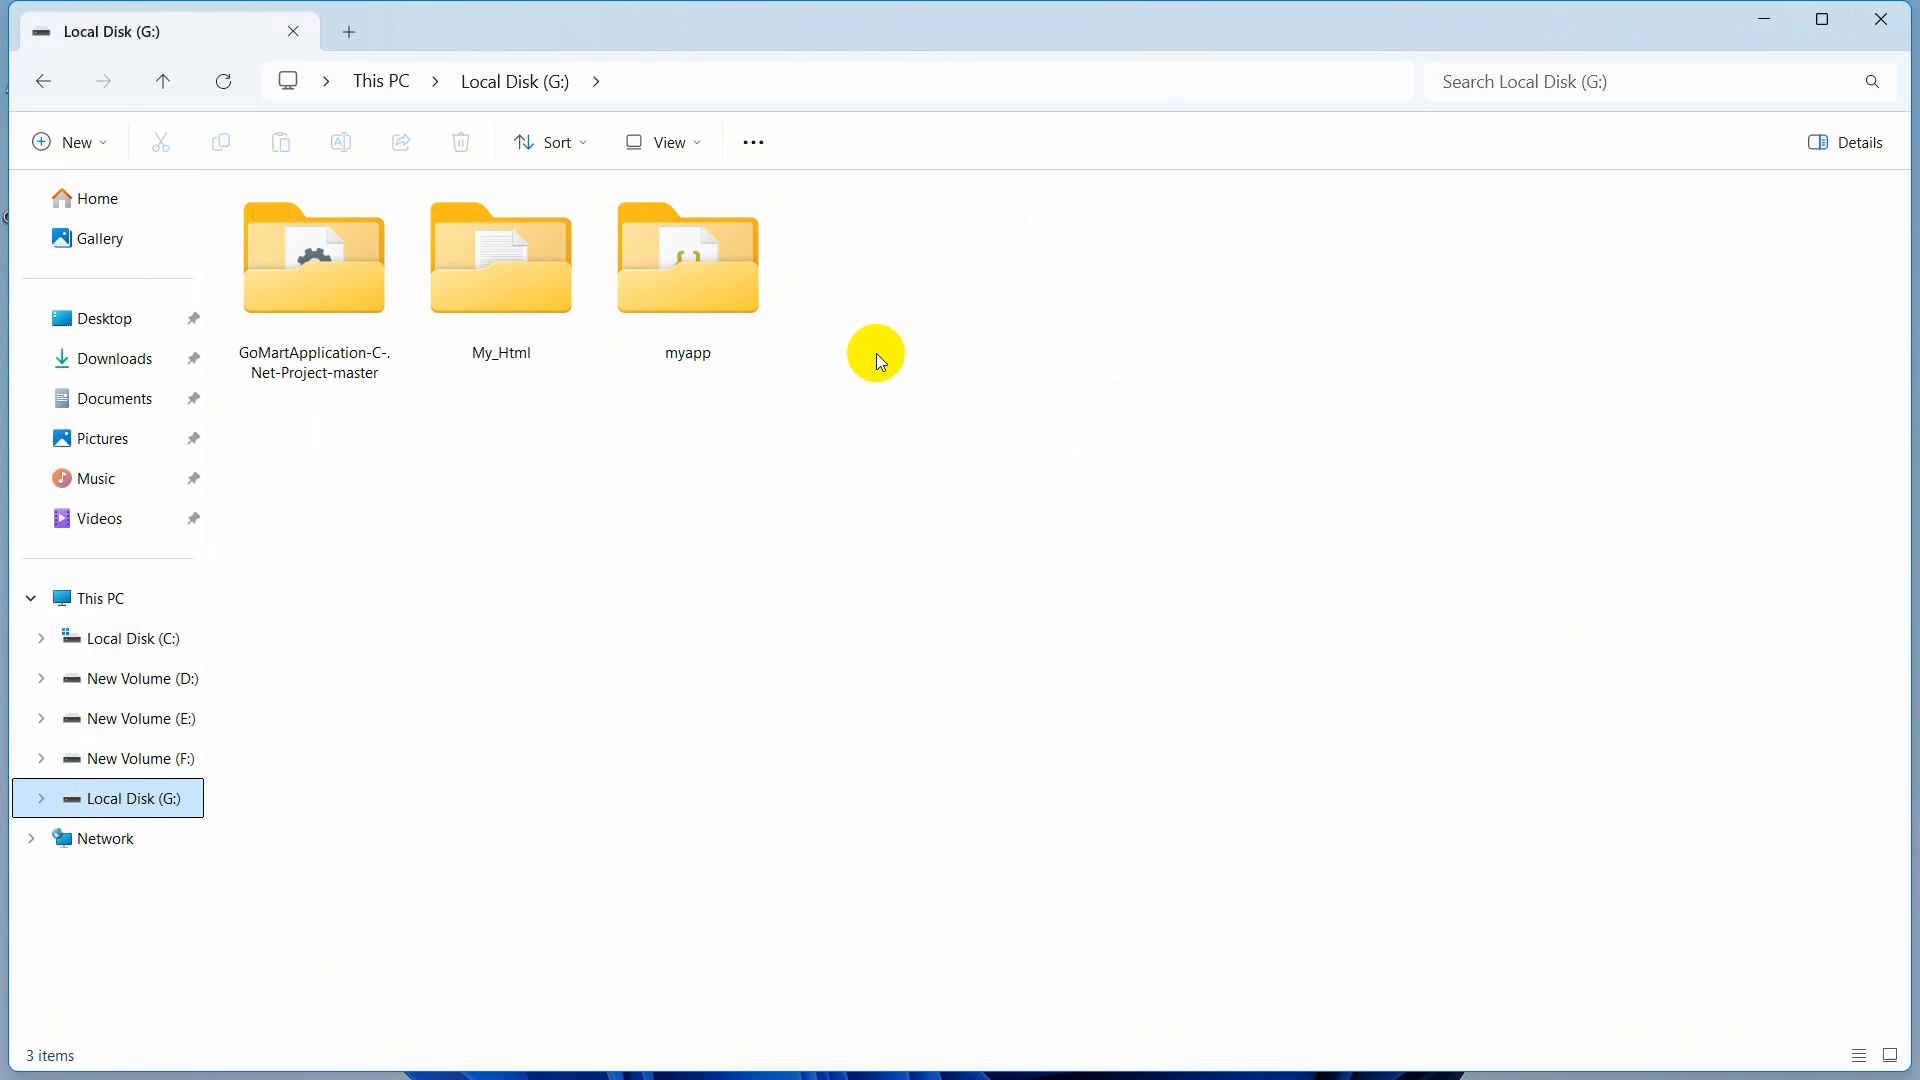 Local Disk (G:)
This PC
Local Disk (G:)
Search Local Disk (G:)
New
Sort
View
Details
Home
Gallery
Desktop
Downloads
Documents
Pictures
Music
Videos
This PC
Local Disk (C:)
New Volume (D:)
New Volume (E:)
New Volume (F:)
Local Disk (G:)
Network
GoMartApplication-C-.
Net-Project-master
My_Html
myapp
3 items